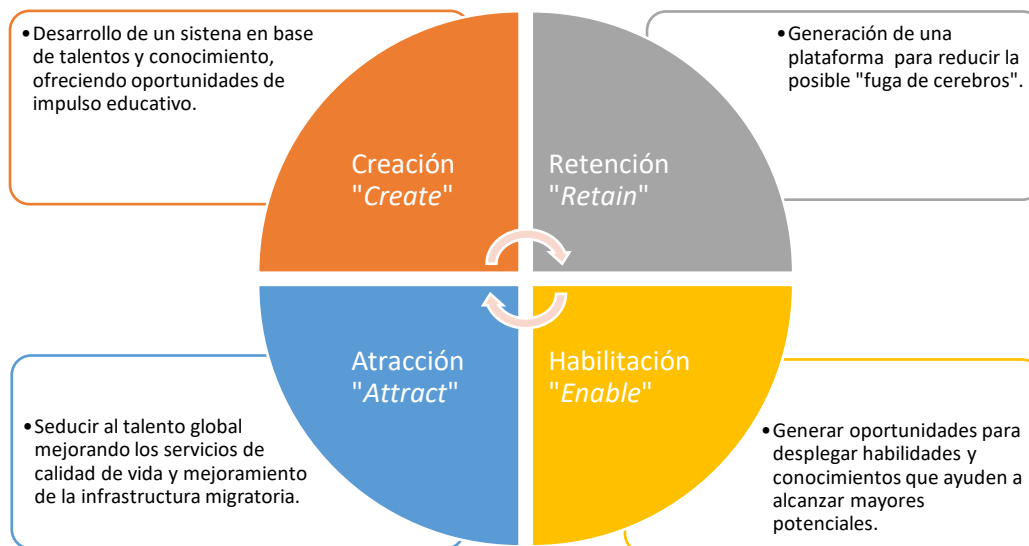 •Desarrollo de un sistena en base
de talentos y conocimiento,
ofreciendo oportunidades de
impulso educativo.
•Generación de una
plataforma para reducir la
posible "fuga de cerebros".
Creación
"Create"
Retención
"Retain"
Atracción
"Attract"
Habilitación
"Enable"
•Seducir al talento global
mejorando los servicios de
calidad de vida y mejoramiento
de la infrastructura migratoria.
•Generar oportunidades para
desplegar habilidades y
conocimientos que ayuden a
alcanzar mayores
potenciales.